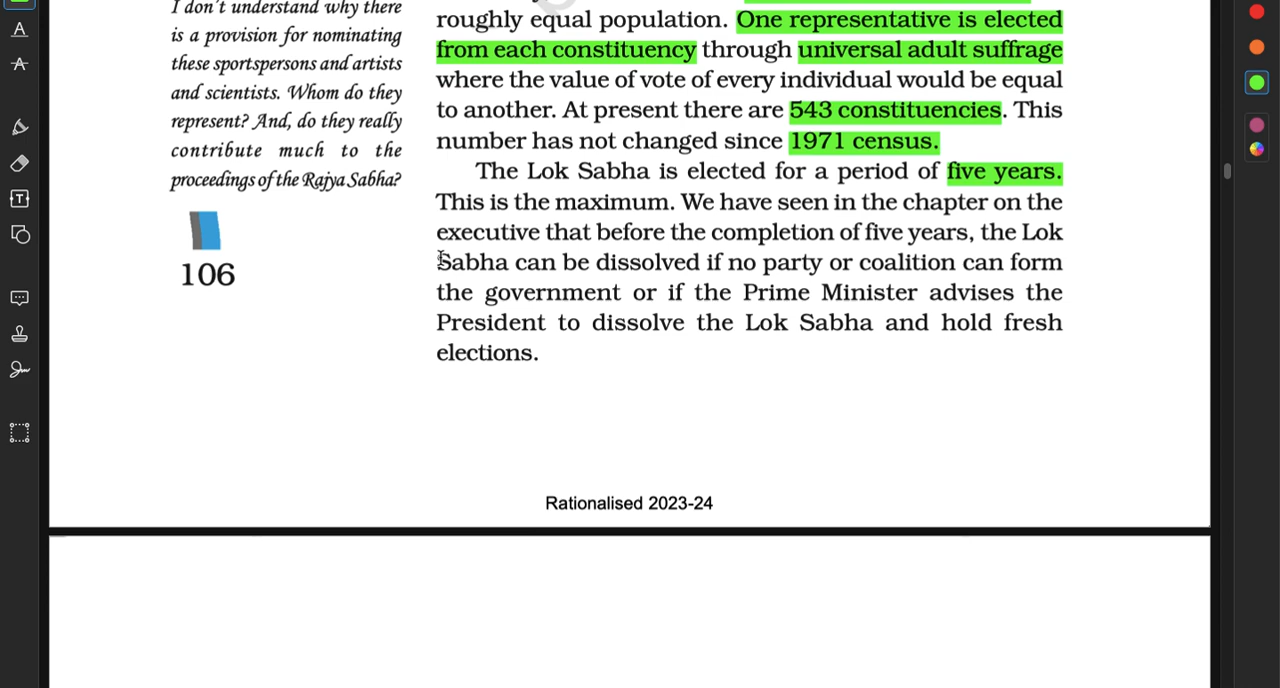 I don't understand why there
is a provision for nominating
these sportspersons and artists
and scientists. Whom do they
represent? And, do they really
contribute much to the
proceedings of the Rajya Sabha?
106
roughly equal population. One representative is elected
from each constituency through universal adult suffrage
where the value of vote of every individual would be equal
to another. At present there are 543 constituencies. This
number has not changed since 1971 census.
The Lok Sabha is elected for a period of five years.
This is the maximum. We have seen in the chapter on the
executive that before the completion of five years, the Lok
Sabha can be dissolved if no party or coalition can form
the government or if the Prime Minister advises the
President to dissolve the Lok Sabha and hold fresh
elections.
Rationalised 2023-24